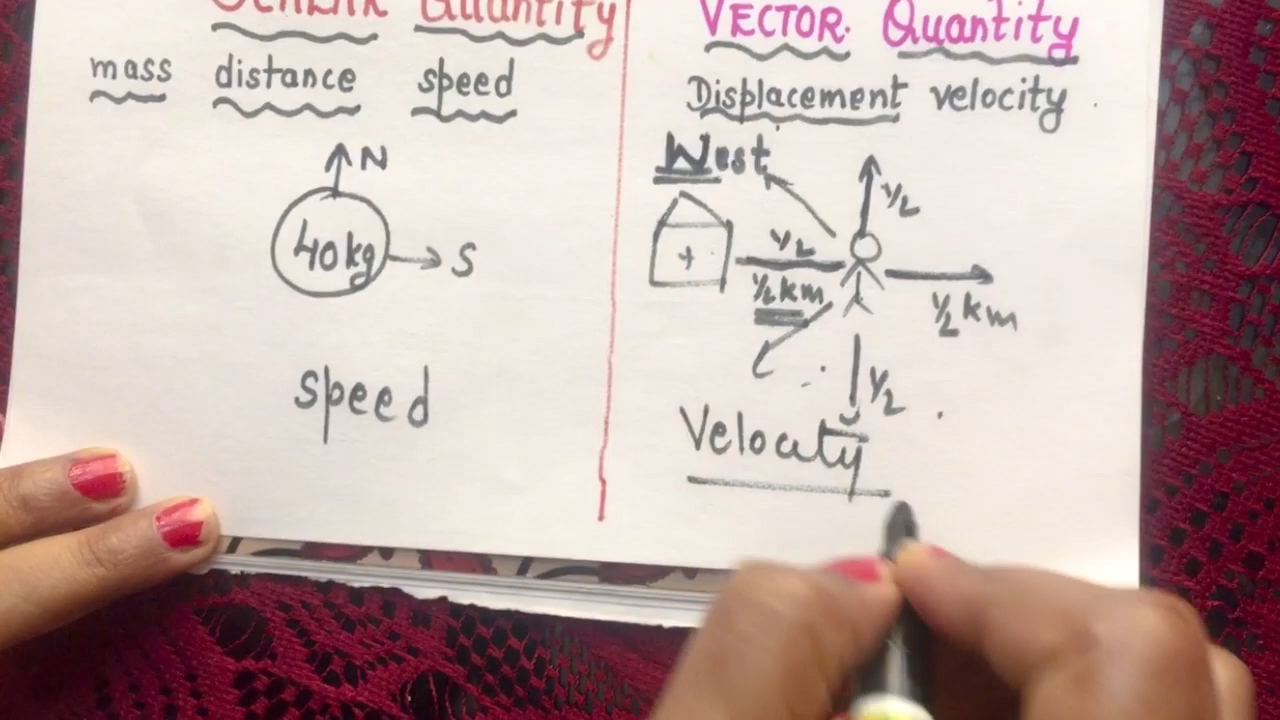 SCALAR Quantity
mass distance speed
N
40kg
S
speed
VECTOR Quantity
Displacement velocity
West
1/2
1/2
1/2 km
1/2 km
1/2
Velocity